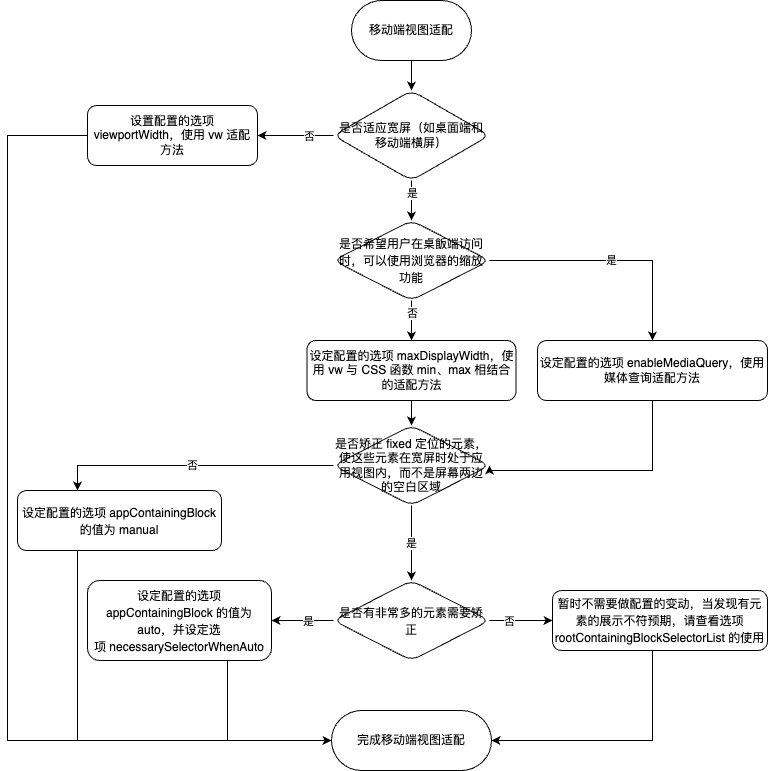 移动端视图适配
是否适应宽屏（如桌面端和
移动端横屏）
否
设置配置的选项
viewportWidth，使用 vw 适配
方法
是
是否希望用户在桌飯端访问
时，可以使用浏览器的缩放
功能
是
否
设定配置的选项 maxDisplayWidth，使
用 vw 与 CSS 函数 min、max 相结合
的适配方法
设定配置的选项 enableMediaQuery，使用
媒体查询适配方法
是否矫正 fixed 定位的元素，
使这些元素在宽屏时处于应
用视图内，而不是屏幕两边
的空白区域
否
设定配置的选项 appContainingBlock
的值为 manual
是
是否有非常多的元素需要矫
正
是
设定配置的选项
appContainingBlock 的值为
auto，并设定选
项 necessarySelectorWhenAuto
否
暂时不需要做配置的变动，当发现有元
素的展示不符预期，请查看选项
rootContainingBlockSelectorList 的使用
完成移动端视图适配